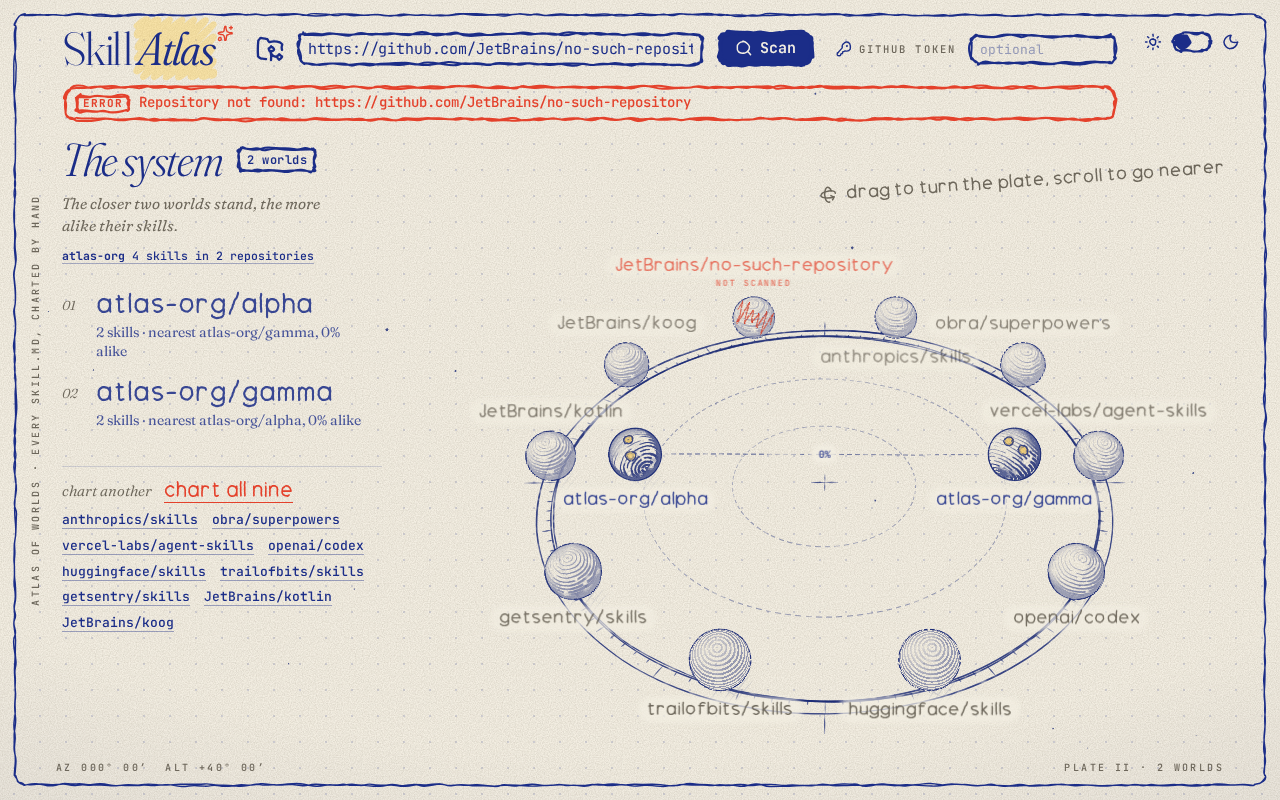 Skill Atlas
https://github.com/JetBrains/no-such-reposit
Scan
GITHUB TOKEN
optional
ERROR Repository not found: https://github.com/JetBrains/no-such-repository
The system
2 worlds
The closer two worlds stand, the more
alike their skills.
atlas-org 4 skills in 2 repositories
01 atlas-org/alpha
2 skills · nearest atlas-org/gamma, 0%
alike
02 atlas-org/gamma
2 skills · nearest atlas-org/alpha, 0% alike
chart another chart all nine
anthropics/skills obra/superpowers
vercel-labs/agent-skills openai/codex
huggingface/skills trailofbits/skills
getsentry/skills JetBrains/kotlin
JetBrains/koog
ATLAS OF WORLDS · EVERY SKILL.MD, CHARTED BY HAND
drag to turn the plate, scroll to go nearer
JetBrains/no-such-repository
NOT SCANNED
JetBrains/koog
obra/superpowers
anthropics/skills
JetBrains/kotlin
vercel-labs/agent-skills
0%
atlas-org/alpha
atlas-org/gamma
getsentry/skills
openai/codex
trailofbits/skills
huggingface/skills
AZ 000° 00′ ALT +40° 00′
PLATE II · 2 WORLDS